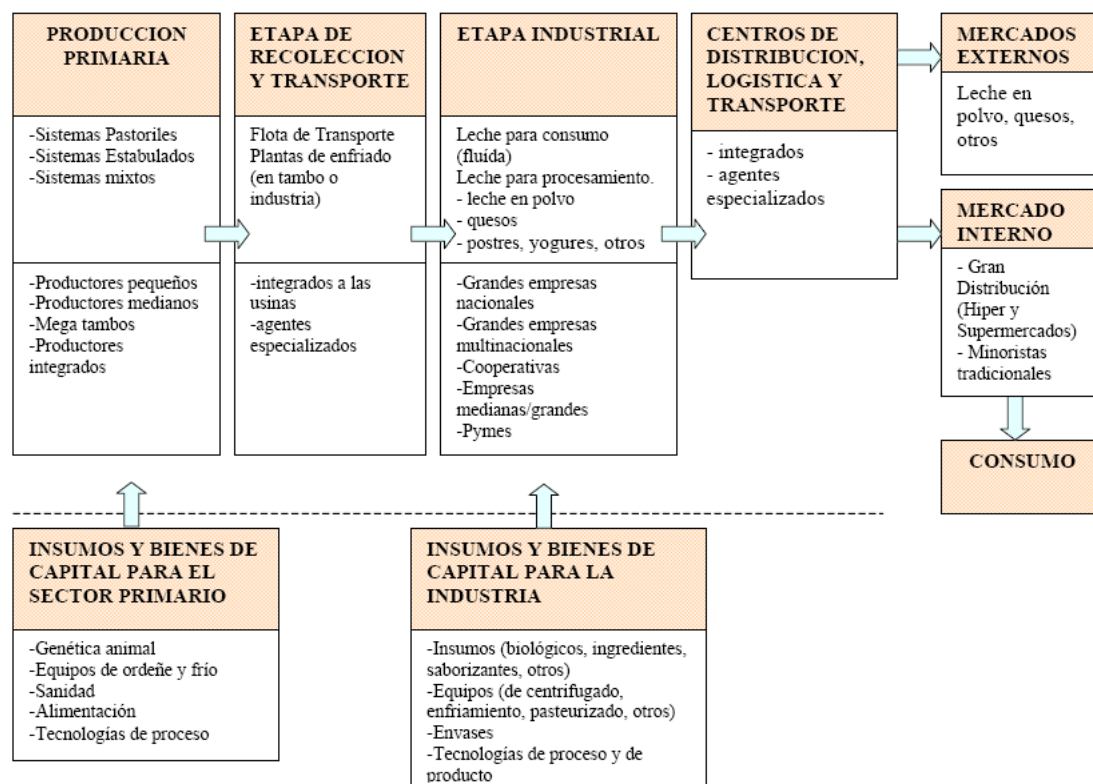 PRODUCCION
PRIMARIA
-Sistemas Pastoriles
-Sistemas Estabulados
-Sistemas mixtos
-Productores pequeños
-Productores medianos
-Mega tambos
-Productores
integrados
ETAPA DE
RECOLECCION
Y TRANSPORTE
Flota de Transporte
Plantas de enfriado
(en tambo o
industria)
-integrados a las
usinas
-agentes
especializados
ETAPA INDUSTRIAL
Leche para consumo
(fluída)
Leche para procesamiento.
- leche en polvo
- quesos
- postres, yogures, otros
-Grandes empresas
nacionales
-Grandes empresas
multinacionales
-Cooperativas
-Empresas
medianas/grandes
-Pymes
CENTROS DE
DISTRIBUCION,
LOGISTICA Y
TRANSPORTE
- integrados
- agentes
especializados
MERCADOS
EXTERNOS
Leche en
polvo, quesos,
otros
MERCADO
INTERNO
- Gran
Distribución
(Hiper y
Supermercados)
- Minoristas
tradicionales
CONSUMO
INSUMOS Y BIENES DE
CAPITAL PARA EL
SECTOR PRIMARIO
-Genética animal
-Equipos de ordeñe y frío
-Sanidad
-Alimentación
-Tecnologías de proceso
INSUMOS Y BIENES DE
CAPITAL PARA LA
INDUSTRIA
-Insumos (biológicos, ingredientes,
saborizantes, otros)
-Equipos (de centrifugado,
enfriamiento, pasteurizado, otros)
-Envases
-Tecnologías de proceso y de
producto